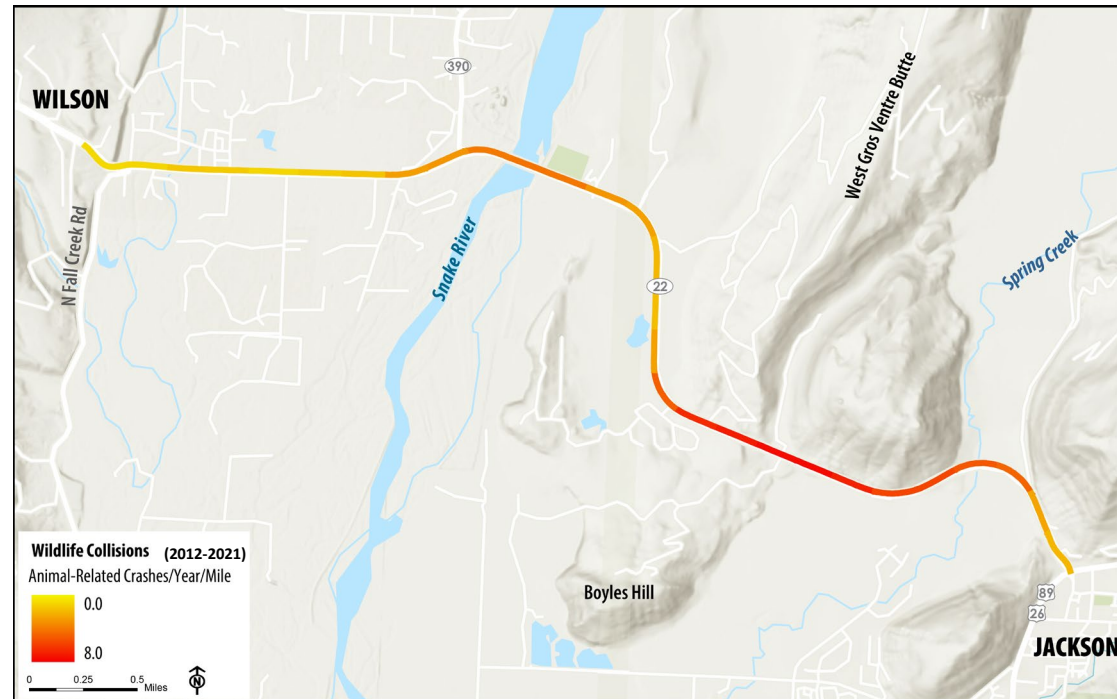 390
WILSON
West Gros Ventre Butte
N Fall Creek Rd
Snake River
Spring Creek
22
Wildlife Collisions (2012-2021)
Animal-Related Crashes/Year/Mile
0.0
8.0
0 0.25 0.5
Miles
N
Boyles Hill
89
26
JACKSON